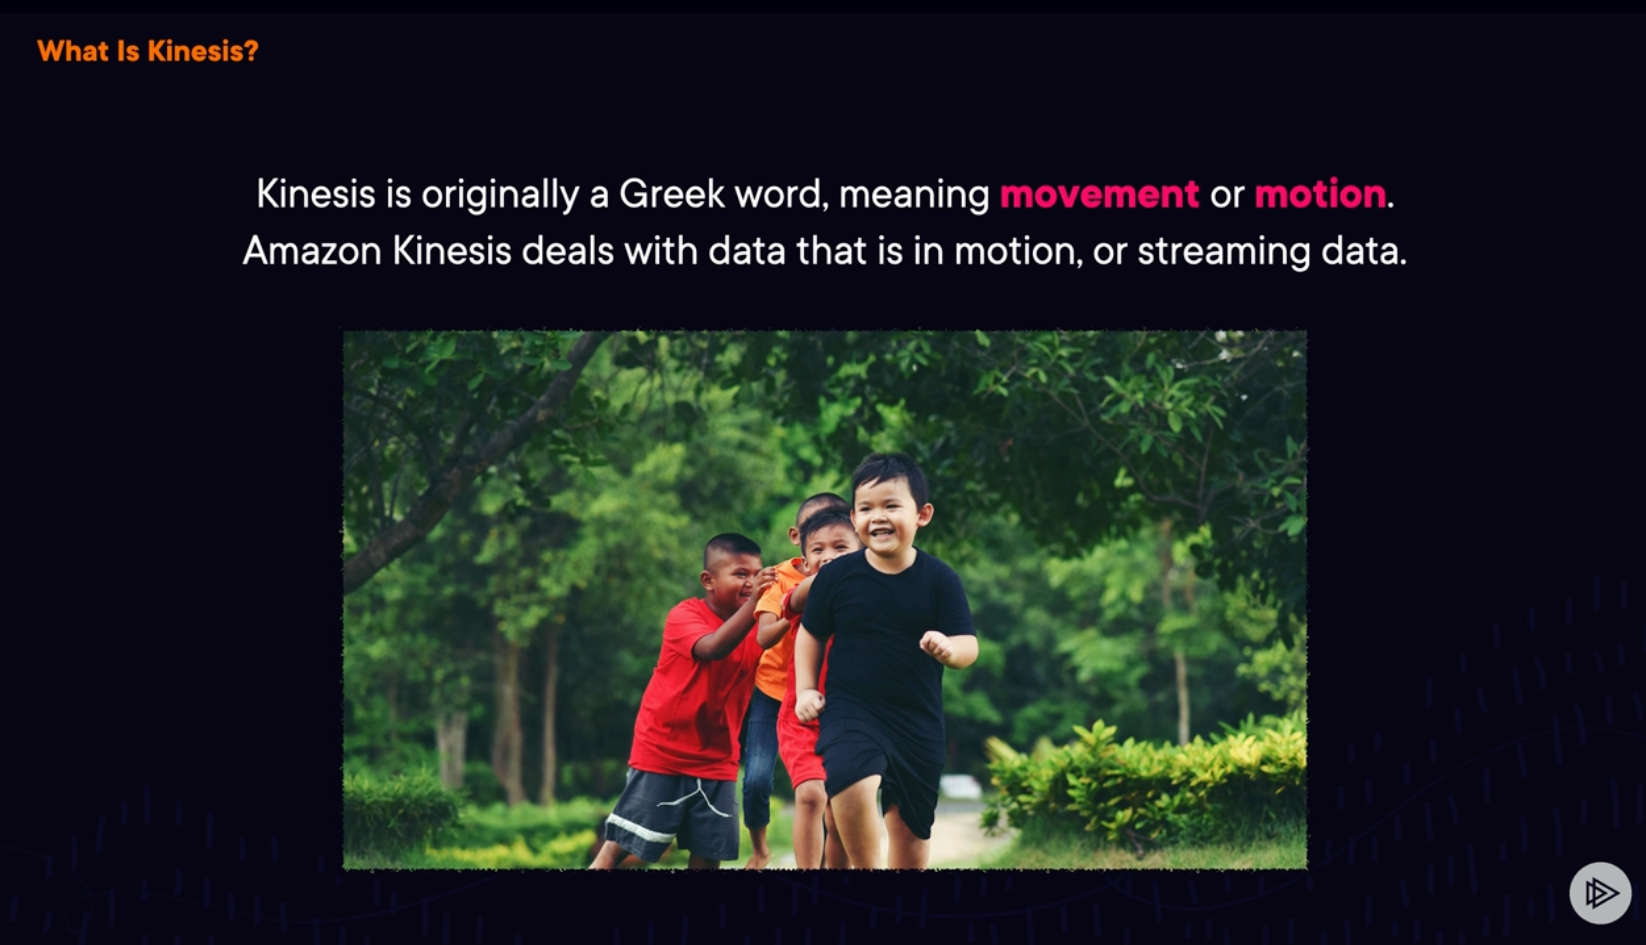 What Is Kinesis?
Kinesis is originally a Greek word, meaning movement or motion.
Amazon Kinesis deals with data that is in motion, or streaming data.